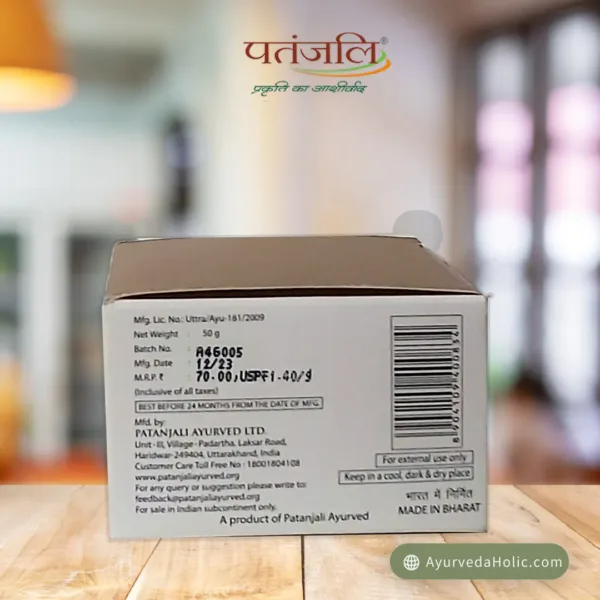 पतंजलि®
प्रकृति का आशीर्वाद
Mfg. Lic. No.: Uttra/Ayu-181/2009
Net Weight : 50 g
Batch No. : A46005
Mfg. Date : 12/23
M.R.P. ₹ : 70.00,USP₹1.40/g
(Inclusive of all taxes)
BEST BEFORE 24 MONTHS FROM THE DATE OF MFG.
Mfd. by:
PATANJALI AYURVED LTD.
Unit-III, Village - Padartha, Laksar Road,
Haridwar-249404, Uttarakhand, India
Customer Care Toll Free No : 18001804108
www.patanjaliayurved.org
For any query or suggestion please write to:
feedback@patanjaliayurved.org
For sale in Indian subcontinent only.
A product of Patanjali Ayurved
8904109400834
For external use only
Keep in a cool, dark & dry place
भारत में निर्मित
MADE IN BHARAT
AyurvedaHolic.com